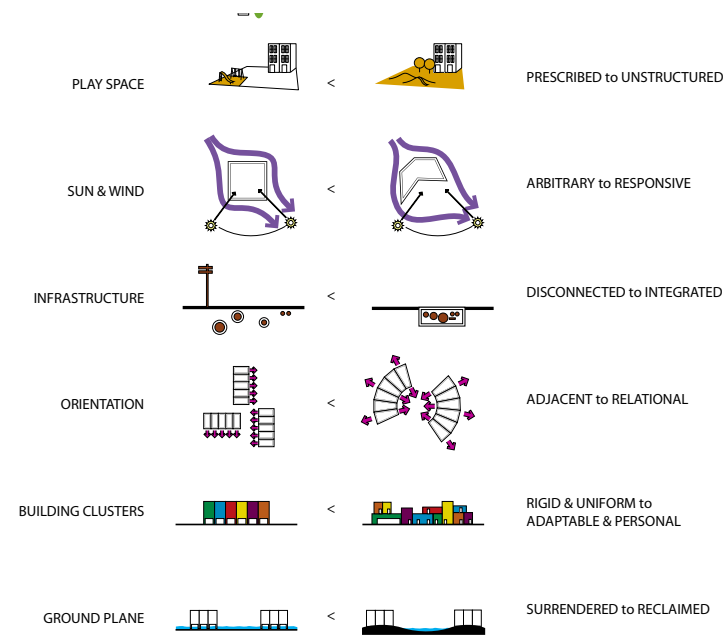 PLAY SPACE < PRESCRIBED to UNSTRUCTURED
SUN & WIND < ARBITRARY to RESPONSIVE
INFRASTRUCTURE < DISCONNECTED to INTEGRATED
ORIENTATION < ADJACENT to RELATIONAL
BUILDING CLUSTERS < RIGID & UNIFORM to
ADAPTABLE & PERSONAL
GROUND PLANE < SURRENDERED to RECLAIMED